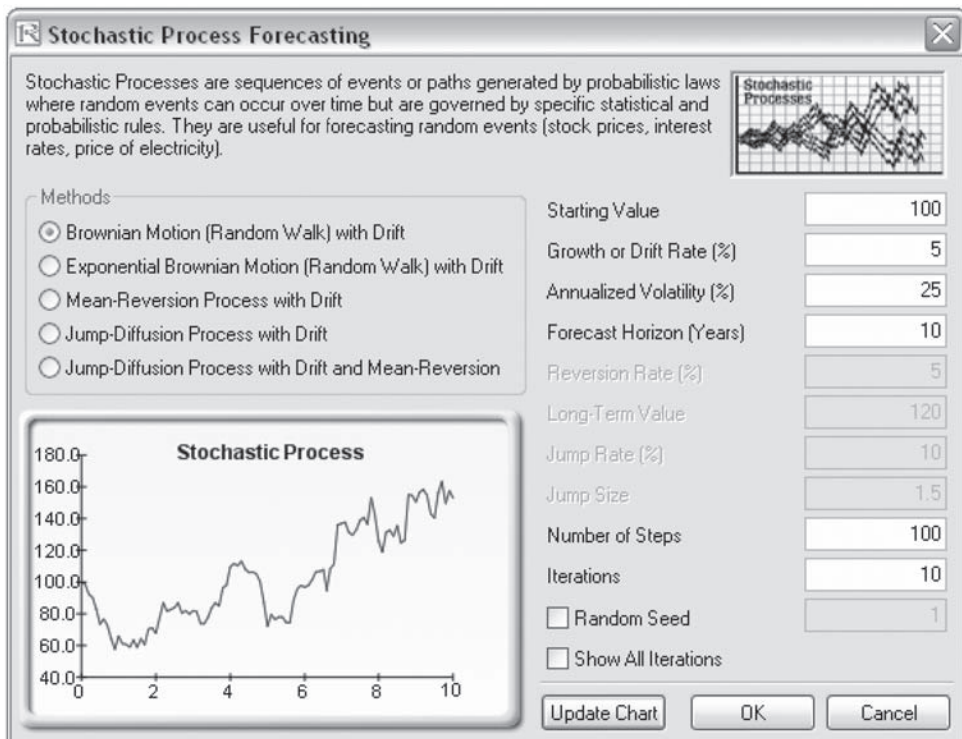 Stochastic Process Forecasting
Stochastic Processes are sequences of events or paths generated by probabilistic laws
where random events can occur over time but are governed by specific statistical and
probabilistic rules. They are useful for forecasting random events (stock prices, interest
rates, price of electricity).
Stochastic
Processes
Methods
Brownian Motion (Random Walk) with Drift
Exponential Brownian Motion (Random Walk) with Drift
Mean-Reversion Process with Drift
Jump-Diffusion Process with Drift
Jump-Diffusion Process with Drift and Mean-Reversion
Starting Value 100
Growth or Drift Rate (%) 5
Annualized Volatility (%) 25
Forecast Horizon (Years) 10
Reversion Rate (%) 5
Long-Term Value 120
Jump Rate (%) 10
Jump Size 1.5
Number of Steps 100
Iterations 10
Random Seed 1
Show All Iterations
Stochastic Process
180.0
160.0
140.0
120.0
100.0
80.0
60.0
40.0
0 2 4 6 8 10
Update Chart OK Cancel